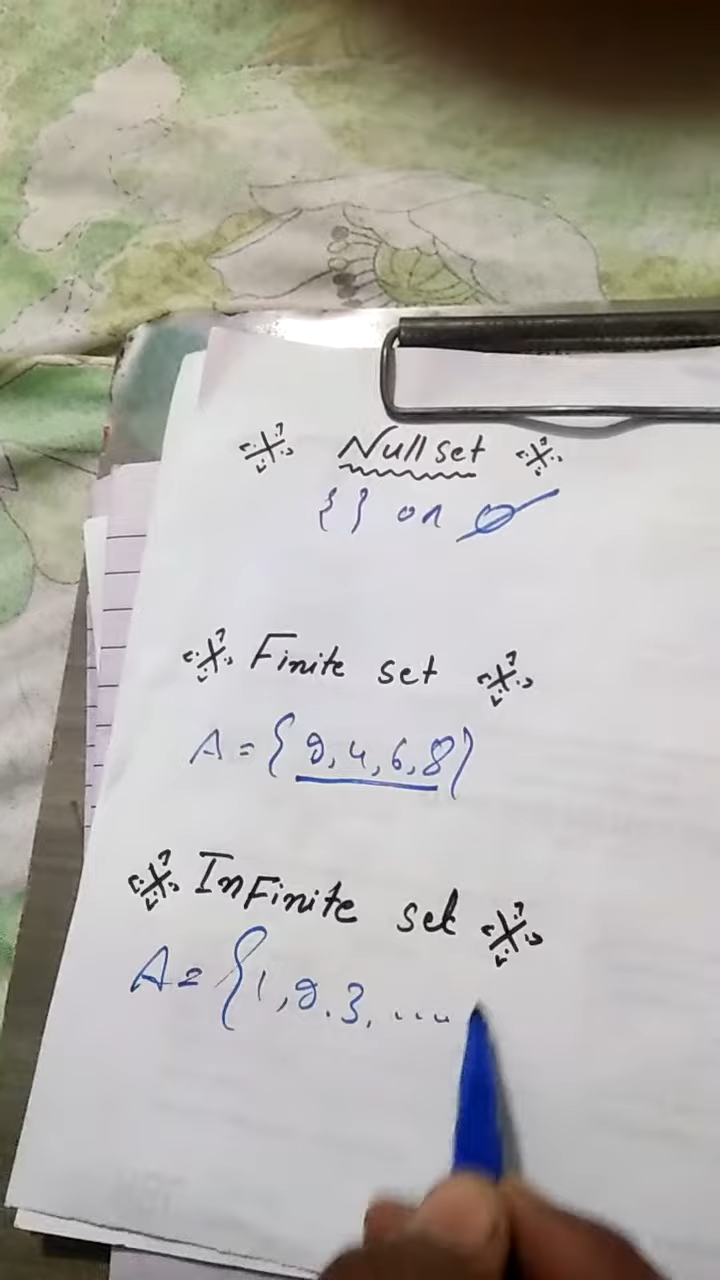 Null set
{ } or Ø
Finite set
A = { 2, 4, 6, 8 }
InFinite set
A = { 1, 2, 3, ....